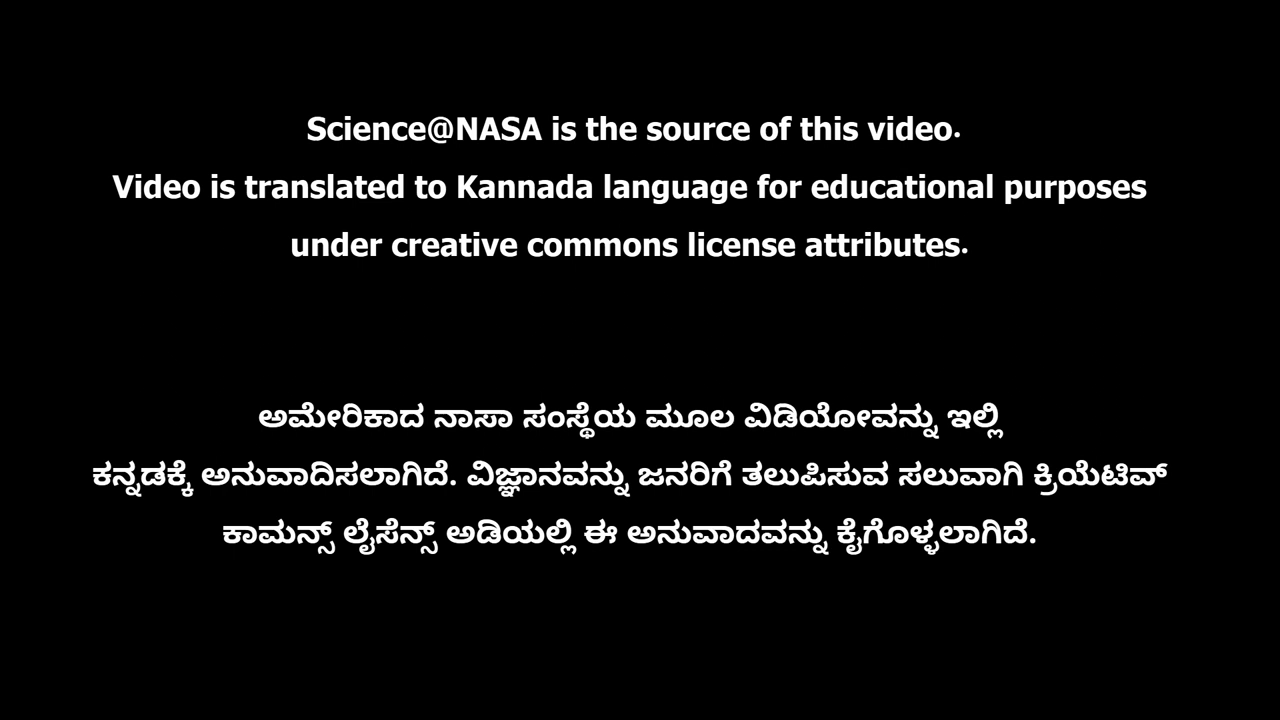 Science@NASA is the source of this video.
Video is translated to Kannada language for educational purposes
under creative commons license attributes.
ಅಮೇರಿಕಾದ ನಾಸಾ ಸಂಸ್ಥೆಯ ಮೂಲ ವಿಡಿಯೋವನ್ನು ಇಲ್ಲಿ
ಕನ್ನಡಕ್ಕೆ ಅನುವಾದಿಸಲಾಗಿದೆ. ವಿಜ್ಞಾನವನ್ನು ಜನರಿಗೆ ತಲುಪಿಸುವ ಸಲುವಾಗಿ ಕ್ರಿಯೆಟಿವ್
ಕಾಮನ್ಸ್ ಲೈಸೆನ್ಸ್ ಅಡಿಯಲ್ಲಿ ಈ ಅನುವಾದವನ್ನು ಕೈಗೊಳ್ಳಲಾಗಿದೆ.